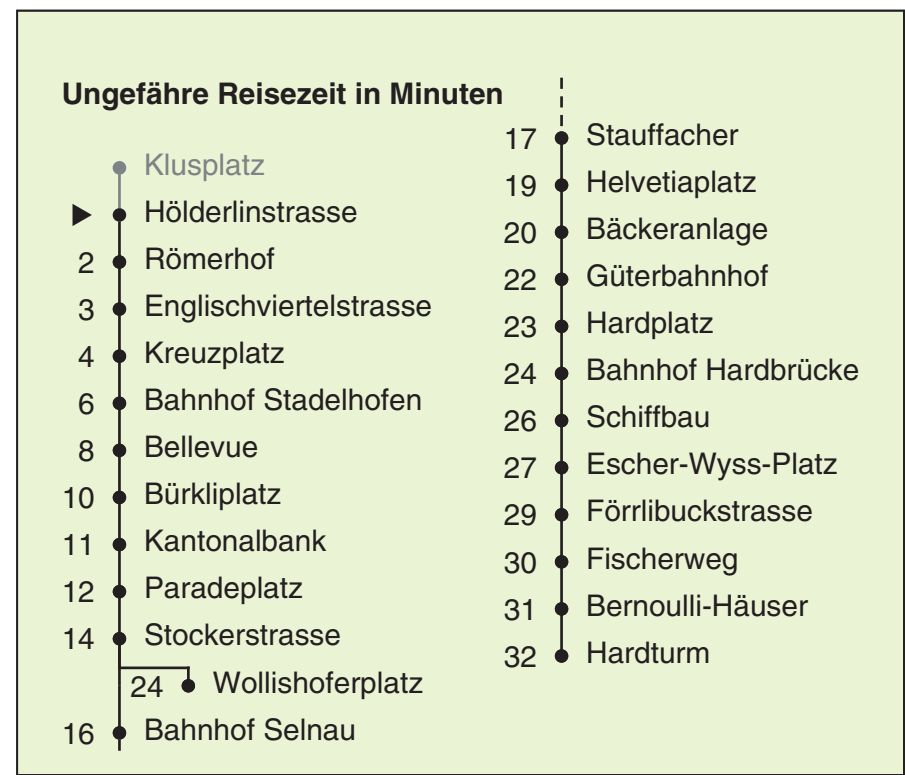 Ungefähre Reisezeit in Minuten
Klusplatz
▶ Hölderlinstrasse
2 Römerhof
3 Englischviertelstrasse
4 Kreuzplatz
6 Bahnhof Stadelhofen
8 Bellevue
10 Bürkliplatz
11 Kantonalbank
12 Paradeplatz
14 Stockerstrasse
24 Wollishoferplatz
16 Bahnhof Selnau
17 Stauffacher
19 Helvetiaplatz
20 Bäckeranlage
22 Güterbahnhof
23 Hardplatz
24 Bahnhof Hardbrücke
26 Schiffbau
27 Escher-Wyss-Platz
29 Förrlibuckstrasse
30 Fischerweg
31 Bernoulli-Häuser
32 Hardturm